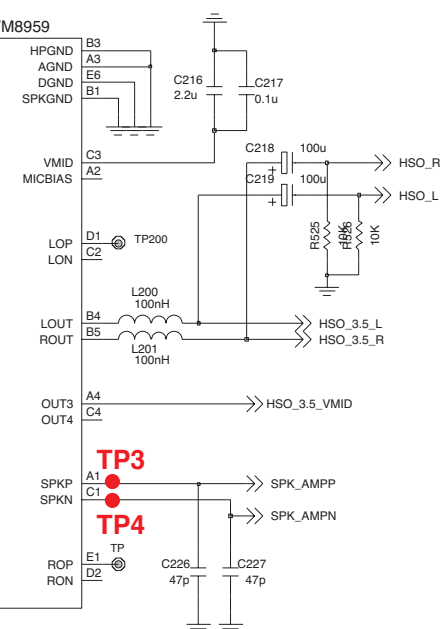 M8959
HPGND B3
AGND A3
DGND E6
SPKGND B1
C216
2.2u
C217
0.1u
VMID C3
MICBIAS A2
C218 100u
+
HSO_R
C219 100u
+
HSO_L
R525 10K
R526 10K
LOP D1 TP200
LON C2
L200
100nH
LOUT B4 HSO_3.5_L
ROUT B5 HSO_3.5_R
L201
100nH
OUT3 A4 HSO_3.5_VMID
OUT4 C4
TP3
SPKP A1 SPK_AMPP
SPKN C1
TP4
SPK_AMPN
TP
ROP E1
RON D2
C226
47p
C227
47p